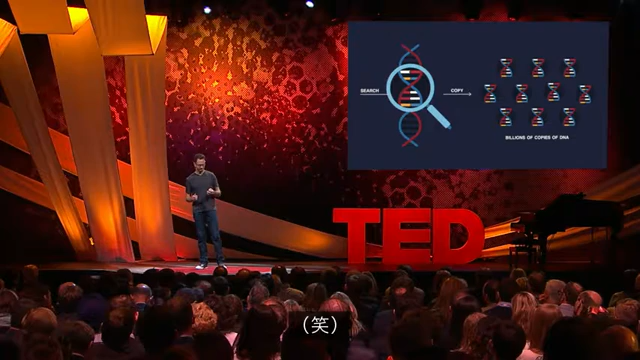 SEARCH
COPY
BILLIONS OF COPIES OF DNA
TED
（笑）